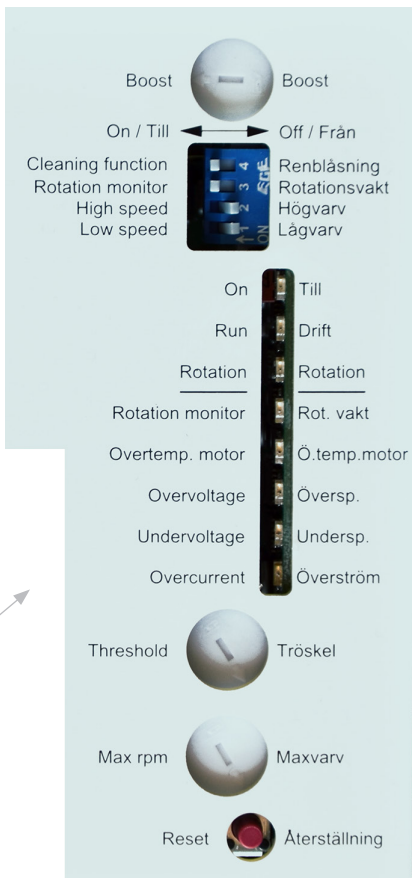 Boost Boost
On / Till Off / Från
Cleaning function 4 Renblåsning
Rotation monitor 3 Rotationsvakt
High speed 2 Högvarv
Low speed 1 Lågvarv
ON
On Till
Run Drift
Rotation Rotation
Rotation monitor Rot. vakt
Overtemp. motor Ö.temp.motor
Overvoltage Översp.
Undervoltage Undersp.
Overcurrent Överström
Threshold Tröskel
Max rpm Maxvarv
Reset Återställning